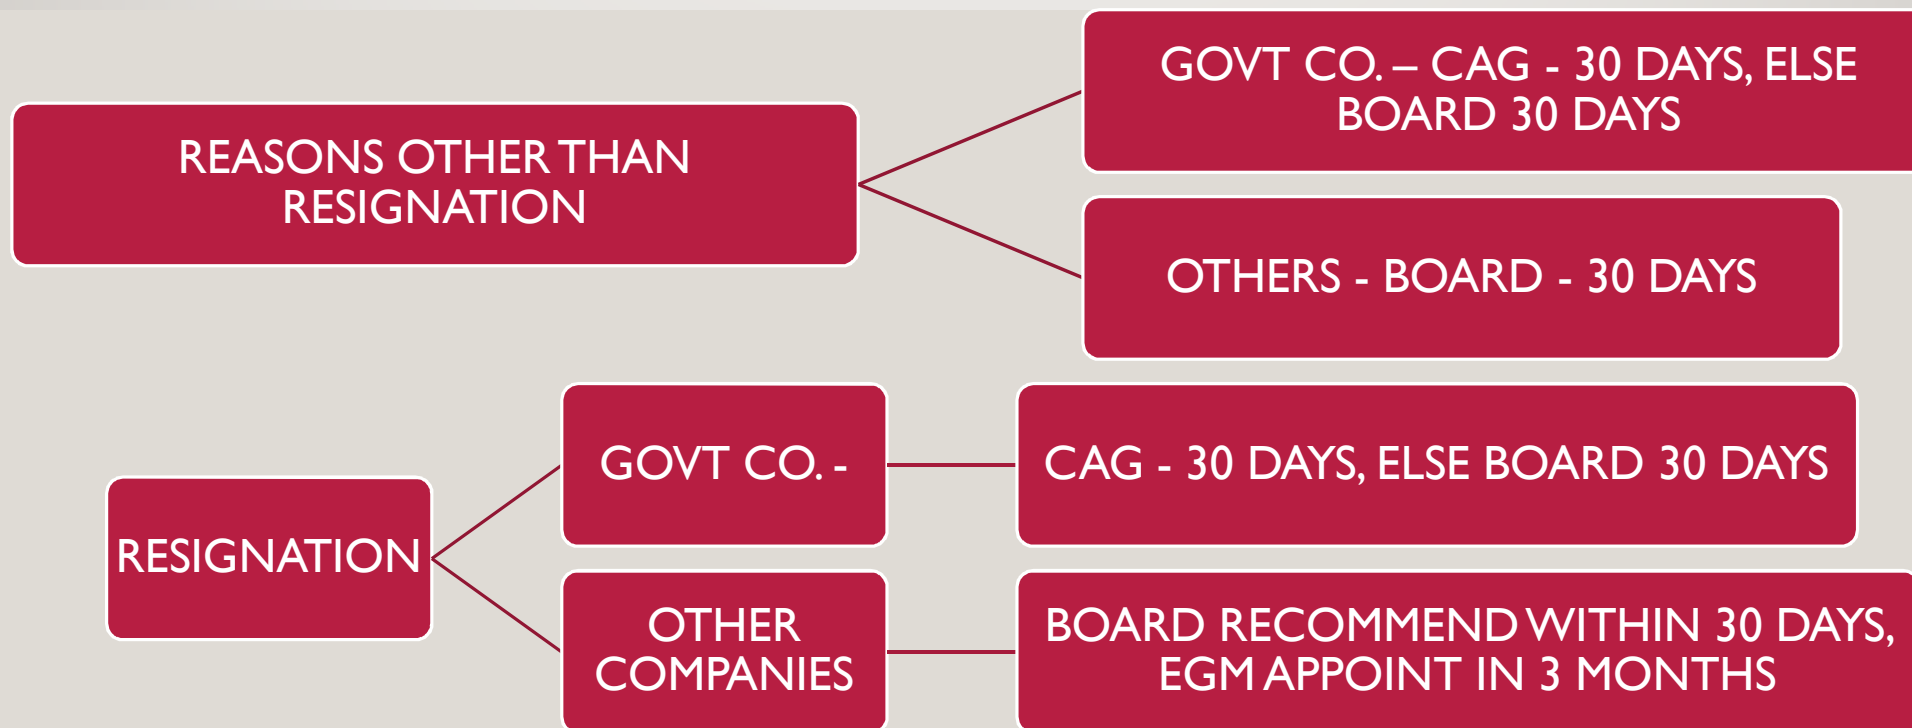 REASONS OTHER THAN
RESIGNATION
GOVT CO. – CAG - 30 DAYS, ELSE
BOARD 30 DAYS
OTHERS - BOARD - 30 DAYS
RESIGNATION
GOVT CO. -
CAG - 30 DAYS, ELSE BOARD 30 DAYS
OTHER
COMPANIES
BOARD RECOMMEND WITHIN 30 DAYS,
EGM APPOINT IN 3 MONTHS